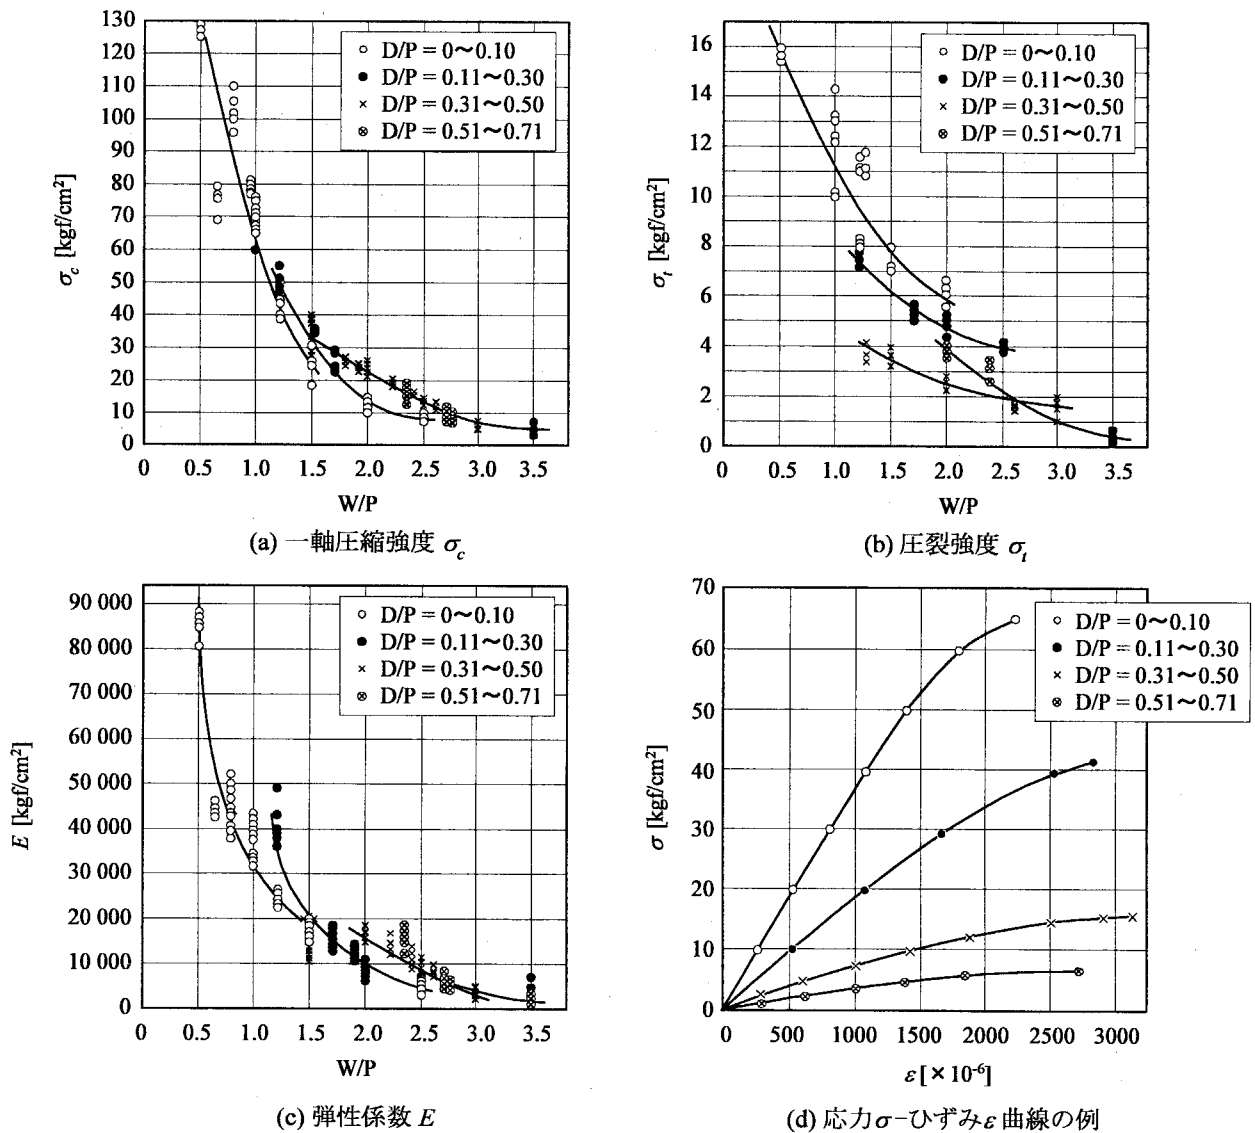 130
120
110
100
90
80
70
60
50
40
30
20
10
0
σc [kgf/cm²]
D/P = 0〜0.10
D/P = 0.11〜0.30
D/P = 0.31〜0.50
D/P = 0.51〜0.71
0 0.5 1.0 1.5 2.0 2.5 3.0 3.5
W/P
(a) 一軸圧縮強度 σc
16
14
12
10
8
6
4
2
0
σt [kgf/cm²]
D/P = 0〜0.10
D/P = 0.11〜0.30
D/P = 0.31〜0.50
D/P = 0.51〜0.71
0 0.5 1.0 1.5 2.0 2.5 3.0 3.5
W/P
(b) 圧裂強度 σt
90 000
80 000
70 000
60 000
50 000
40 000
30 000
20 000
10 000
0
E [kgf/cm²]
D/P = 0〜0.10
D/P = 0.11〜0.30
D/P = 0.31〜0.50
D/P = 0.51〜0.71
0 0.5 1.0 1.5 2.0 2.5 3.0 3.5
W/P
(c) 弾性係数 E
70
60
50
40
30
20
10
0
σ [kgf/cm²]
D/P = 0〜0.10
D/P = 0.11〜0.30
D/P = 0.31〜0.50
D/P = 0.51〜0.71
0 500 1000 1500 2000 2500 3000
ε [×10⁻⁶]
(d) 応力σ-ひずみε曲線の例